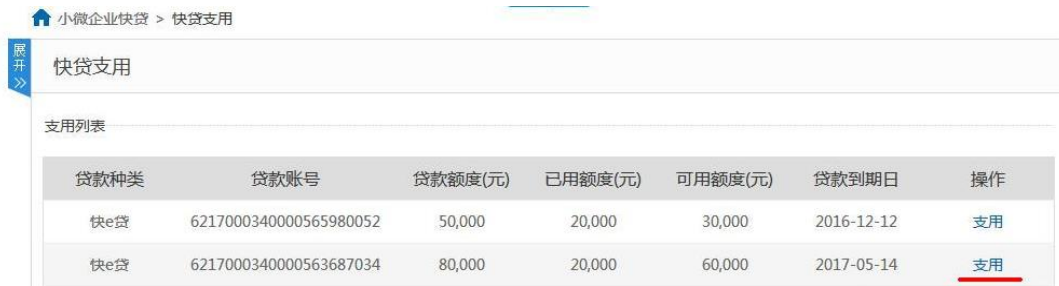 小微企业快贷 > 快贷支用
展开 »
快贷支用
支用列表
贷款种类 贷款账号 贷款额度(元) 已用额度(元) 可用额度(元) 贷款到期日 操作
快e贷 6217000340000565980052 50,000 20,000 30,000 2016-12-12 支用
快e贷 6217000340000563687034 80,000 20,000 60,000 2017-05-14 支用